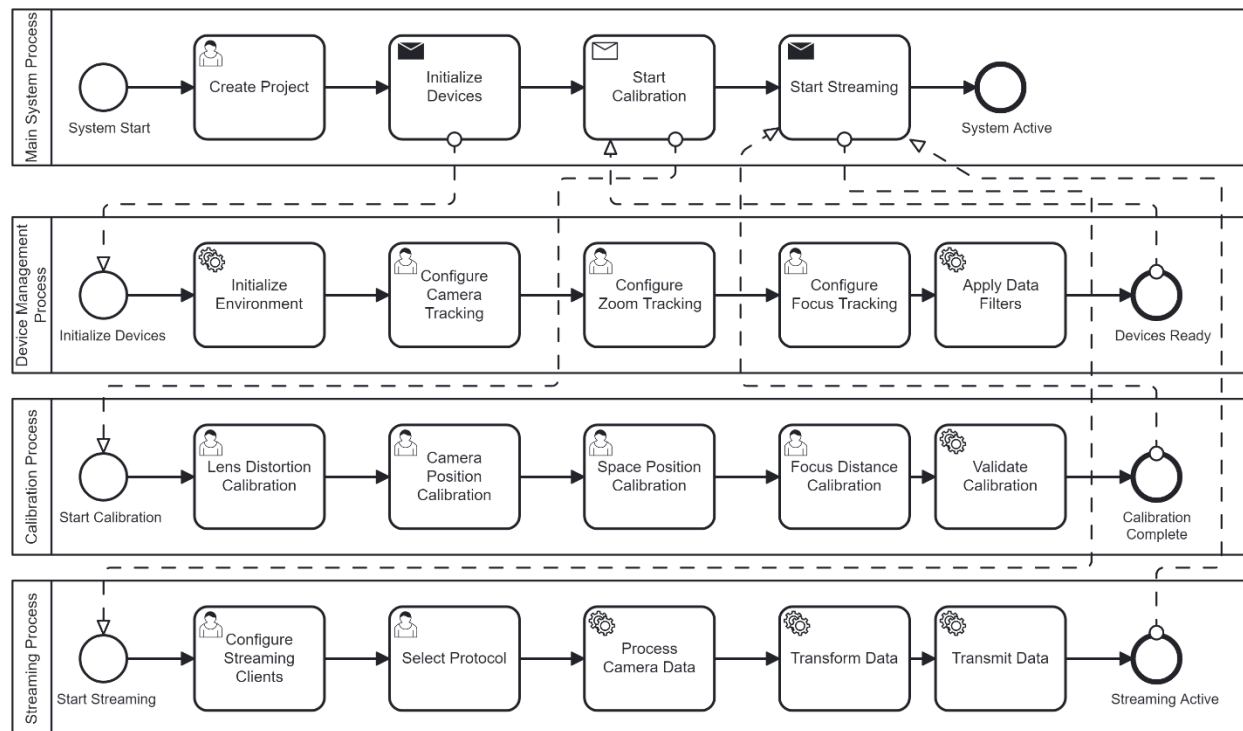 Main System Process
Create Project
Initialize
Devices
Start
Calibration
Start Streaming
System Start
System Active
Device Management
Process
Initialize
Environment
Configure
Camera
Tracking
Configure
Zoom Tracking
Configure
Focus Tracking
Apply Data
Filters
Initialize Devices
Devices Ready
Calibration Process
Lens Distortion
Calibration
Camera
Position
Calibration
Space Position
Calibration
Focus Distance
Calibration
Validate
Calibration
Start Calibration
Calibration
Complete
Streaming Process
Configure
Streaming
Clients
Select Protocol
Process
Camera Data
Transform Data
Transmit Data
Start Streaming
Streaming Active